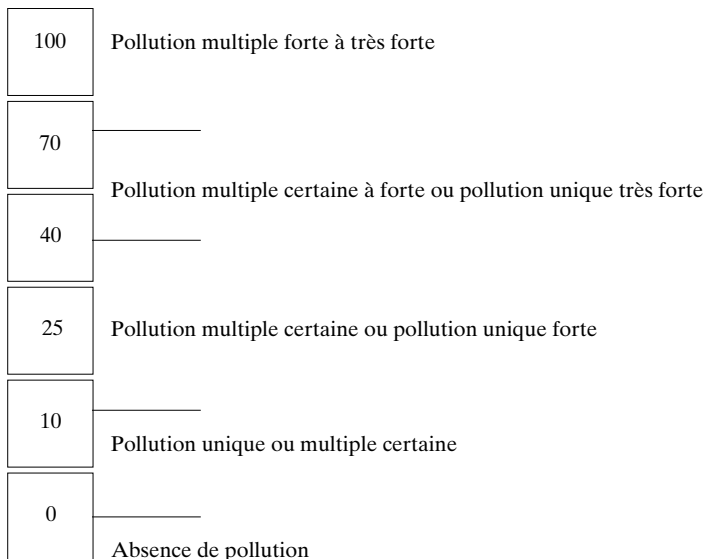 100 Pollution multiple forte à très forte
70
Pollution multiple certaine à forte ou pollution unique très forte
40
25 Pollution multiple certaine ou pollution unique forte
10
Pollution unique ou multiple certaine
0
Absence de pollution